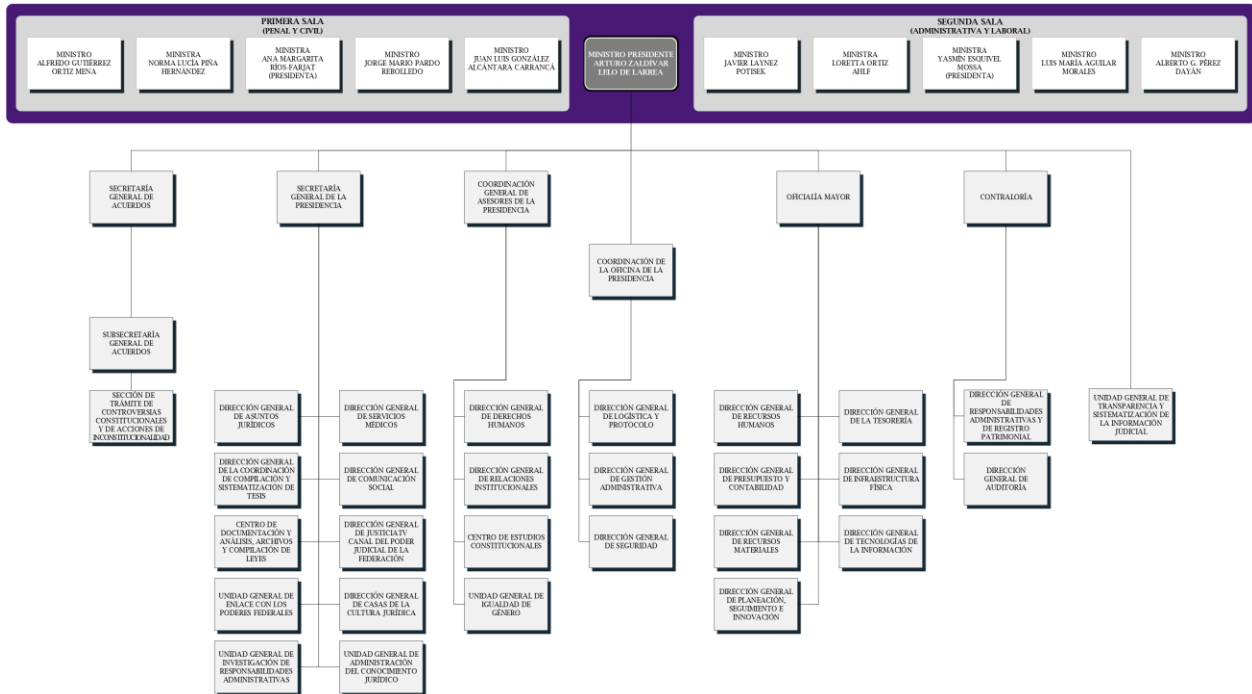 PRIMERA SALA
(PENAL Y CIVIL)
MINISTRO
ALFREDO GUTIÉRREZ
ORTIZ MENA
MINISTRA
NORMA LUCÍA PIÑA
HERNÁNDEZ
MINISTRA
ANA MARGARITA
RÍOS-FARJAT
(PRESIDENTA)
MINISTRO
JORGE MARIO PARDO
REBOLLEDO
MINISTRO
JUAN LUIS GONZÁLEZ
ALCÁNTARA CARRANCÁ
MINISTRO PRESIDENTE
ARTURO ZALDÍVAR
LELO DE LARREA
SEGUNDA SALA
(ADMINISTRATIVA Y LABORAL)
MINISTRO
JAVIER LAYNEZ
POTISEK
MINISTRA
LORETTA ORTIZ
AHLF
MINISTRA
YASMÍN ESQUIVEL
MOSSA
(PRESIDENTA)
MINISTRO
LUIS MARÍA AGUILAR
MORALES
MINISTRO
ALBERTO G. PÉREZ
DAYÁN
SECRETARÍA
GENERAL DE
ACUERDOS
SECRETARÍA
GENERAL DE LA
PRESIDENCIA
COORDINACIÓN
GENERAL DE
ASESORES DE LA
PRESIDENCIA
OFICIALÍA MAYOR
CONTRALORÍA
COORDINACIÓN DE
LA OFICINA DE LA
PRESIDENCIA
SUBSECRETARÍA
GENERAL DE
ACUERDOS
SECCIÓN DE
TRÁMITE DE
CONTROVERSIAS
CONSTITUCIONALES
Y DE ACCIONES DE
INCONSTITUCIONALIDAD
DIRECCIÓN GENERAL
DE ASUNTOS
JURÍDICOS
DIRECCIÓN GENERAL
DE SERVICIOS
MÉDICOS
DIRECCIÓN GENERAL
DE DERECHOS
HUMANOS
DIRECCIÓN GENERAL
DE LOGÍSTICA Y
PROTOCOLO
DIRECCIÓN GENERAL
DE RECURSOS
HUMANOS
DIRECCIÓN GENERAL
DE LA TESORERÍA
DIRECCIÓN GENERAL
DE
RESPONSABILIDADES
ADMINISTRATIVAS Y
DE REGISTRO
PATRIMONIAL
UNIDAD GENERAL DE
TRANSPARENCIA Y
SISTEMATIZACIÓN DE
LA INFORMACIÓN
JUDICIAL
DIRECCIÓN GENERAL
DE LA COORDINACIÓN
DE COMPILACIÓN Y
SISTEMATIZACIÓN DE
TESIS
DIRECCIÓN GENERAL
DE COMUNICACIÓN
SOCIAL
DIRECCIÓN GENERAL
DE RELACIONES
INSTITUCIONALES
DIRECCIÓN GENERAL
DE GESTIÓN
ADMINISTRATIVA
DIRECCIÓN GENERAL
DE PRESUPUESTO Y
CONTABILIDAD
DIRECCIÓN GENERAL
DE INFRAESTRUCTURA
FÍSICA
DIRECCIÓN
GENERAL DE
AUDITORÍA
CENTRO DE
DOCUMENTACIÓN Y
ANÁLISIS, ARCHIVOS
Y COMPILACIÓN DE
LEYES
DIRECCIÓN GENERAL
DE JUSTICIATV
CANAL DEL PODER
JUDICIAL DE LA
FEDERACIÓN
CENTRO DE ESTUDIOS
CONSTITUCIONALES
DIRECCIÓN GENERAL
DE SEGURIDAD
DIRECCIÓN GENERAL
DE RECURSOS
MATERIALES
DIRECCIÓN GENERAL
DE TECNOLOGÍAS DE
LA INFORMACIÓN
UNIDAD GENERAL DE
ENLACE CON LOS
PODERES FEDERALES
DIRECCIÓN GENERAL
DE CASAS DE LA
CULTURA JURÍDICA
UNIDAD GENERAL DE
IGUALDAD DE
GÉNERO
DIRECCIÓN GENERAL
DE PLANEACIÓN,
SEGUIMIENTO E
INNOVACIÓN
UNIDAD GENERAL DE
INVESTIGACIÓN DE
RESPONSABILIDADES
ADMINISTRATIVAS
UNIDAD GENERAL DE
ADMINISTRACIÓN
DEL CONOCIMIENTO
JURÍDICO